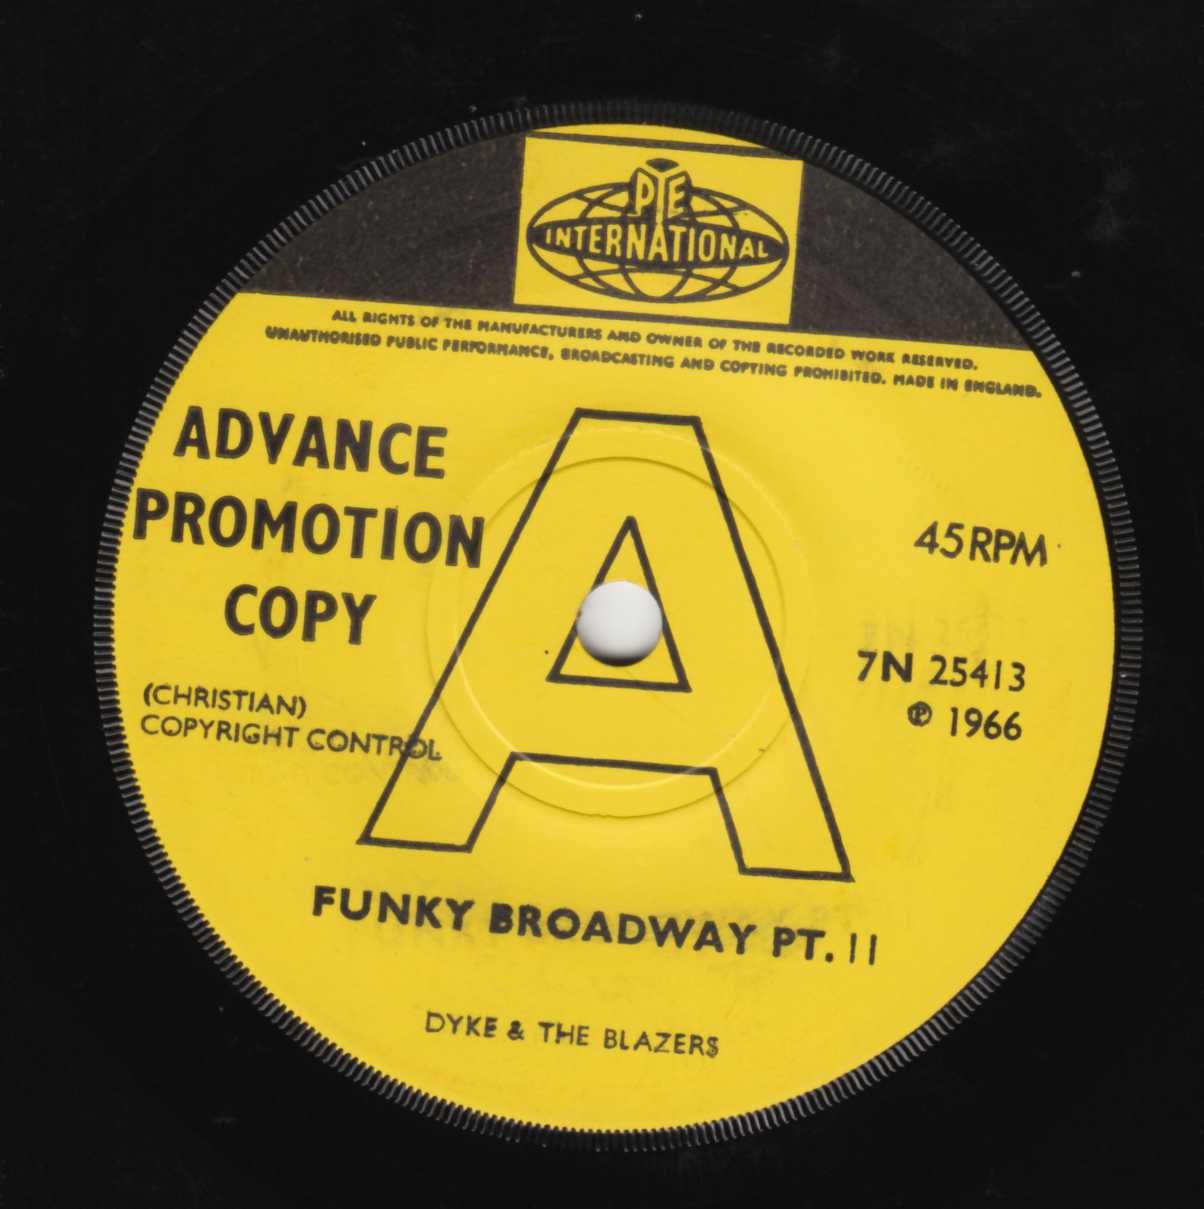 PYE
INTERNATIONAL
ALL RIGHTS OF THE MANUFACTURERS AND OWNER OF THE RECORDED WORK RESERVED.
UNAUTHORISED PUBLIC PERFORMANCE, BROADCASTING AND COPYING PROHIBITED. MADE IN ENGLAND.
ADVANCE
PROMOTION
COPY
A
45 RPM
(CHRISTIAN)
COPYRIGHT CONTROL
7N 25413
℗ 1966
FUNKY BROADWAY PT. II
DYKE & THE BLAZERS